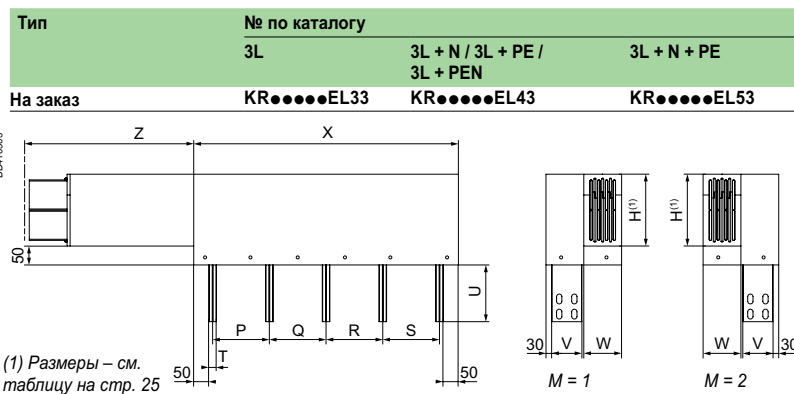 Тип № по каталогу
3L 3L + N / 3L + PE / 3L + PEN 3L + N + PE
На заказ KR●●●●●EL33 KR●●●●●EL43 KR●●●●●EL53
Z X
H(1) H(1)
50
U
P Q R S
T
50 50
30 V W W V 30
(1) Размеры – см.
таблицу на стр. 25
M = 1 M = 2